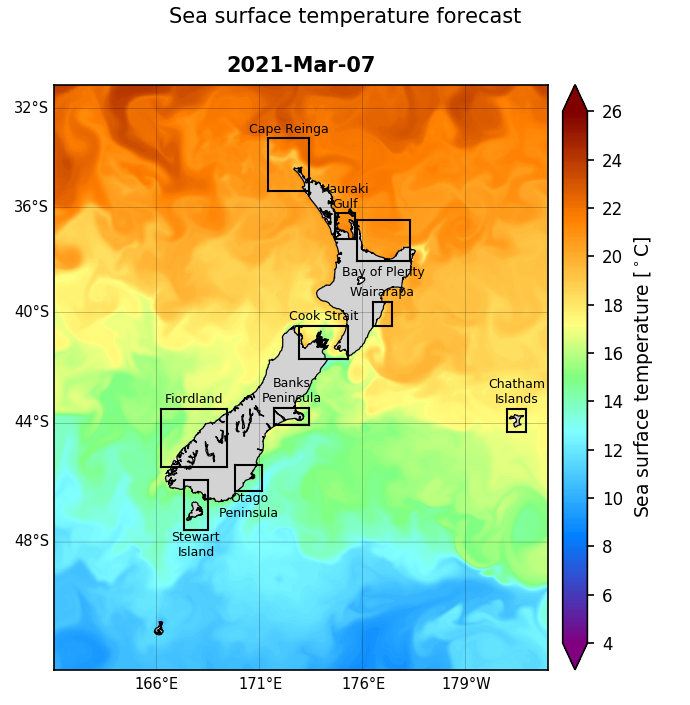 Sea surface temperature forecast
2021-Mar-07
32°S
36°S
40°S
44°S
48°S
166°E
171°E
176°E
179°W
Cape Reinga
Hauraki
Gulf
Bay of Plenty
Wairarapa
Cook Strait
Banks
Peninsula
Fiordland
Chatham
Islands
Otago
Peninsula
Stewart
Island
26
24
22
20
18
16
14
12
10
8
6
4
Sea surface temperature [°C]